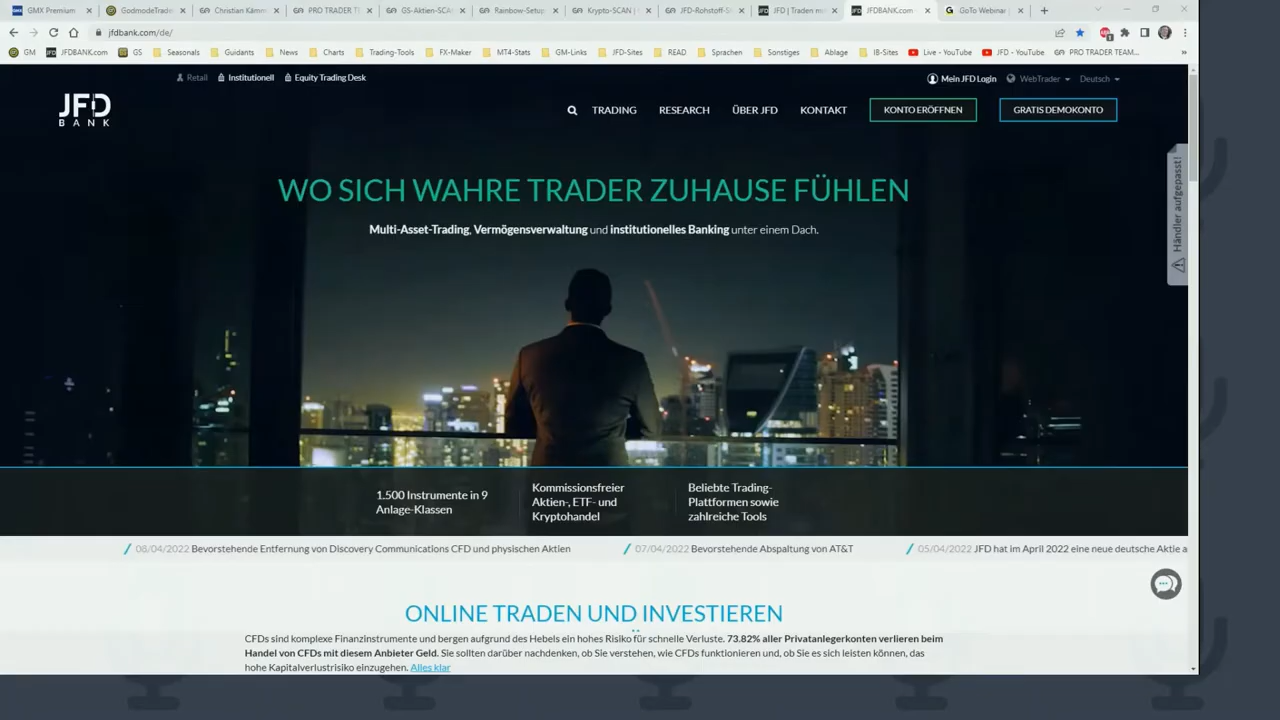 GMX Premium
GodmodeTrader
Christian Kämm
PRO TRADER T
GS-Aktien-SCA
Rainbow-Setup
Krypto-SCAN |
JFD-Rohstoff-S
JFD | Traden m
JFDBANK.com
GoTo Webinar
jfdbank.com/de/
GM
JFDBANK.com
GS
Seasonals
Guidants
News
Charts
Trading-Tools
FX-Maker
MT4-Stats
GM-Links
JFD-Sites
READ
Sprachen
Sonstiges
Ablage
IB-Sites
Live - YouTube
JFD - YouTube
PRO TRADER TEAM...
Retail
Institutionell
Equity Trading Desk
Mein JFD Login
WebTrader
Deutsch
JFD
BANK
TRADING
RESEARCH
ÜBER JFD
KONTAKT
KONTO ERÖFFNEN
GRATIS DEMOKONTO
Händler aufgepasst!
WO SICH WAHRE TRADER ZUHAUSE FÜHLEN
Multi-Asset-Trading, Vermögensverwaltung und institutionelles Banking unter einem Dach.
1.500 Instrumente in 9
Anlage-Klassen
Kommissionsfreier
Aktien-, ETF- und
Kryptohandel
Beliebte Trading-
Plattformen sowie
zahlreiche Tools
08/04/2022 Bevorstehende Entfernung von Discovery Communications CFD und physischen Aktien
07/04/2022 Bevorstehende Abspaltung von AT&T
05/04/2022 JFD hat im April 2022 eine neue deutsche Aktie a
ONLINE TRADEN UND INVESTIEREN
CFDs sind komplexe Finanzinstrumente und bergen aufgrund des Hebels ein hohes Risiko für schnelle Verluste. 73.82% aller Privatanlegerkonten verlieren beim
Handel von CFDs mit diesem Anbieter Geld. Sie sollten darüber nachdenken, ob Sie verstehen, wie CFDs funktionieren und, ob Sie es sich leisten können, das
hohe Kapitalverlustrisiko einzugehen. Alles klar